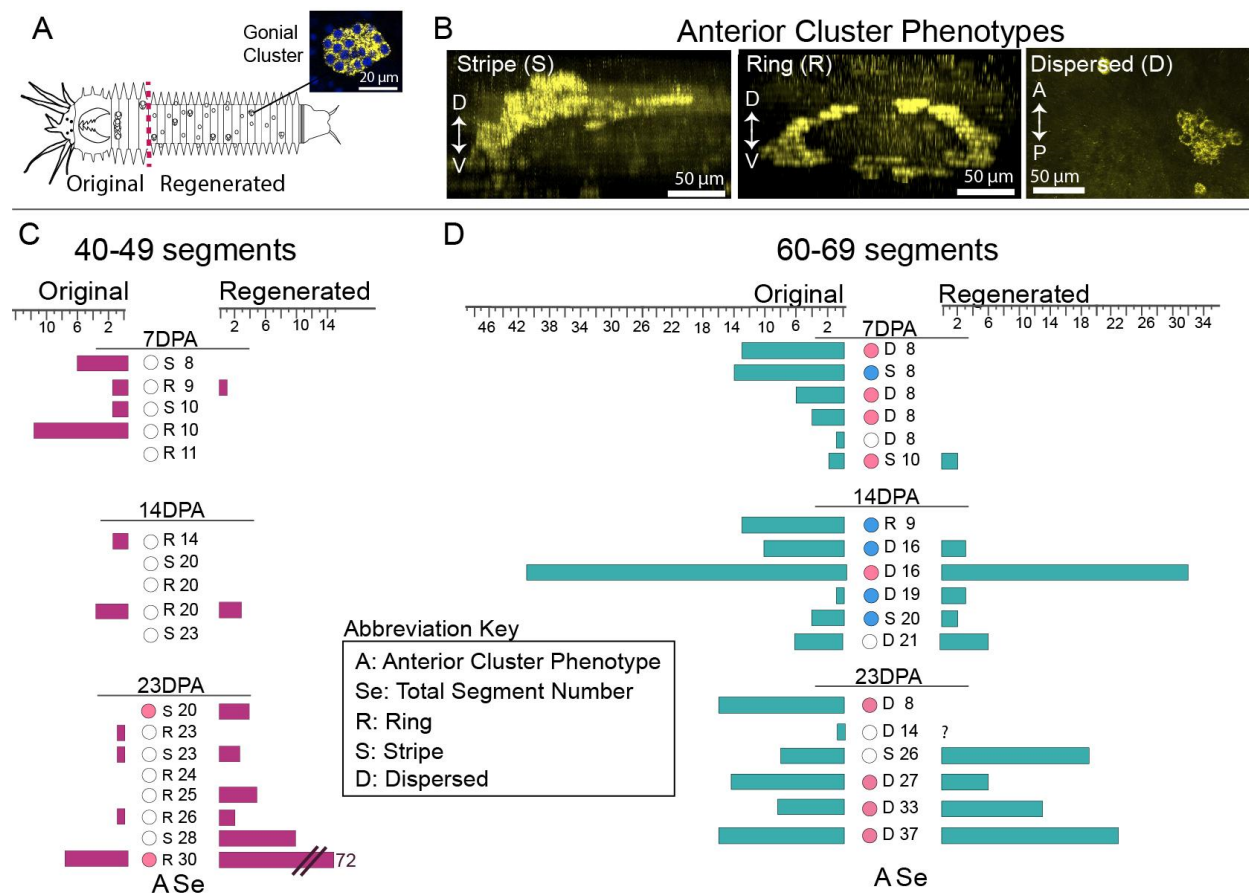 A
Gonial
Cluster
20 µm
Original
Regenerated
B
Anterior Cluster Phenotypes
Stripe (S)
D
V
50 µm
Ring (R)
D
V
50 µm
Dispersed (D)
A
P
50 µm
C
40-49 segments
Original
Regenerated
10 6 2
2 6 10 14
7DPA
S 8
R 9
S 10
R 10
R 11
14DPA
R 14
S 20
R 20
R 20
S 23
23DPA
S 20
R 23
S 23
R 24
R 25
R 26
S 28
R 30
72
A Se
Abbreviation Key
A: Anterior Cluster Phenotype
Se: Total Segment Number
R: Ring
S: Stripe
D: Dispersed
D
60-69 segments
Original
Regenerated
46 42 38 34 30 26 22 18 14 10 6 2
2 6 10 14 18 22 26 30 34
7DPA
D 8
S 8
D 8
D 8
D 8
S 10
14DPA
R 9
D 16
D 16
D 19
S 20
D 21
23DPA
D 8
D 14
?
S 26
D 27
D 33
D 37
A Se